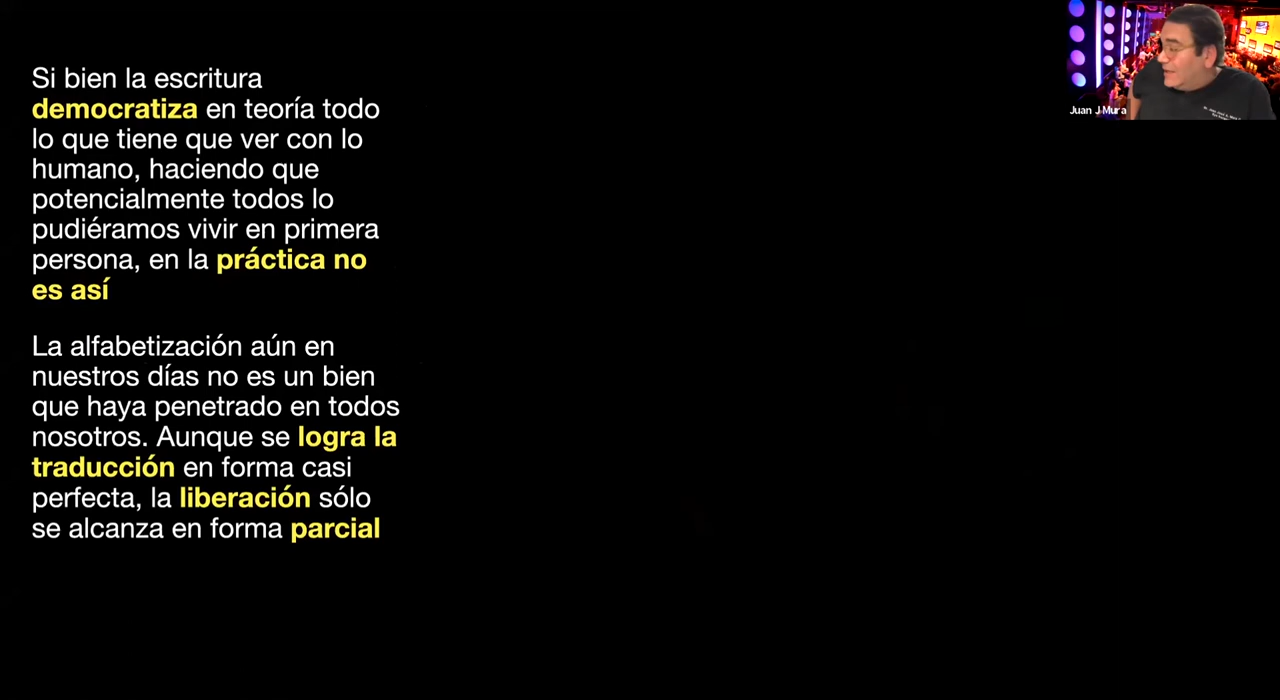 Si bien la escritura
democratiza en teoría todo
lo que tiene que ver con lo
humano, haciendo que
potencialmente todos lo
pudiéramos vivir en primera
persona, en la práctica no
es así
La alfabetización aún en
nuestros días no es un bien
que haya penetrado en todos
nosotros. Aunque se logra la
traducción en forma casi
perfecta, la liberación sólo
se alcanza en forma parcial
Juan J Mura